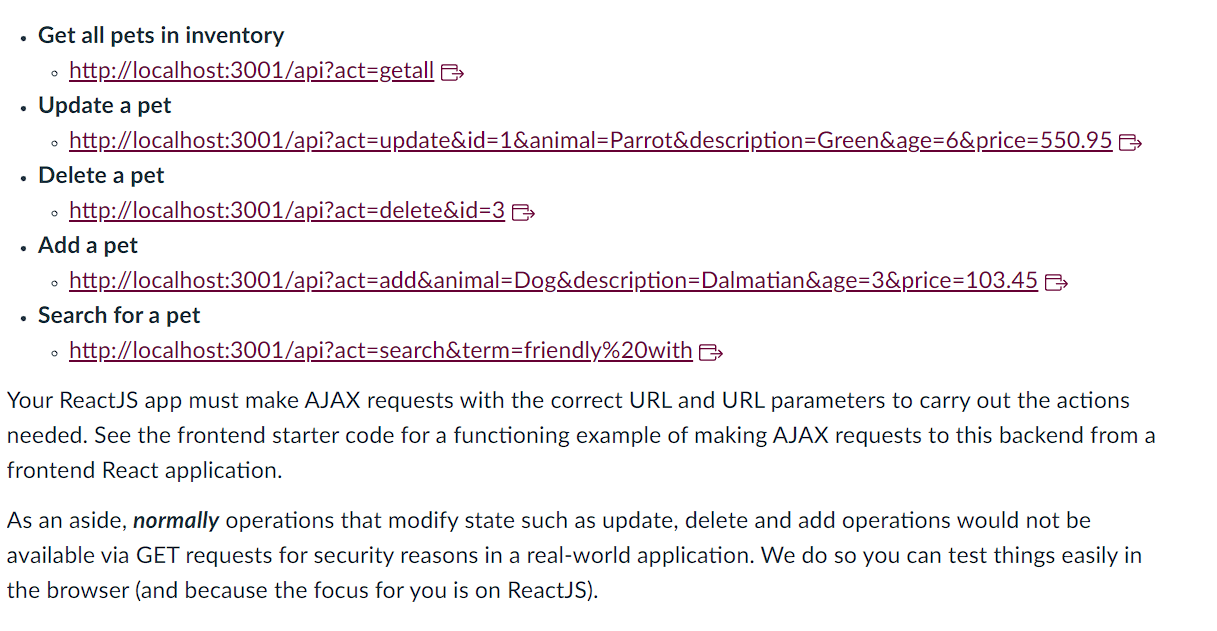 Get all pets in inventory
http://localhost:3001/api?act=getall
Update a pet
http://localhost:3001/api?act=update&id=1&animal=Parrot&description=Green&age=6&price=550.95
Delete a pet
http://localhost:3001/api?act=delete&id=3
Add a pet
http://localhost:3001/api?act=add&animal=Dog&description=Dalmatian&age=3&price=103.45
Search for a pet
http://localhost:3001/api?act=search&term=friendly%20with
Your ReactJS app must make AJAX requests with the correct URL and URL parameters to carry out the actions
needed. See the frontend starter code for a functioning example of making AJAX requests to this backend from a
frontend React application.
As an aside, normally operations that modify state such as update, delete and add operations would not be
available via GET requests for security reasons in a real-world application. We do so you can test things easily in
the browser (and because the focus for you is on ReactJS).